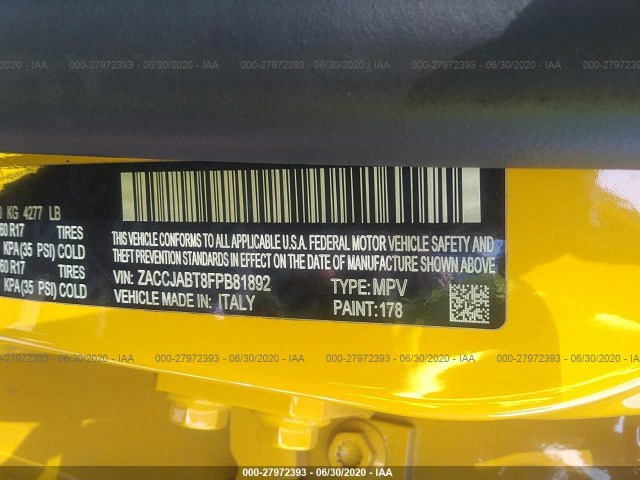 000-27972393 - 06/30/2020 - IAA
KG 4277 LB
60 R17 TIRES
KPA(35 PSI) COLD
60 R17 TIRES
KPA(35 PSI) COLD
THIS VEHICLE CONFORMS TO ALL APPLICABLE U.S.A. FEDERAL MOTOR VEHICLE SAFETY AND
THEFT PREVENTION STANDARDS IN EFFECT ON THE DATE OF MANUFACTURE SHOWN ABOVE
VIN: ZACCJABT8FPB81892 TYPE: MPV
VEHICLE MADE IN: ITALY PAINT: 178
000-27972393 - 06/30/2020 - IAA
000-27972393 - 06/30/2020 - IAA